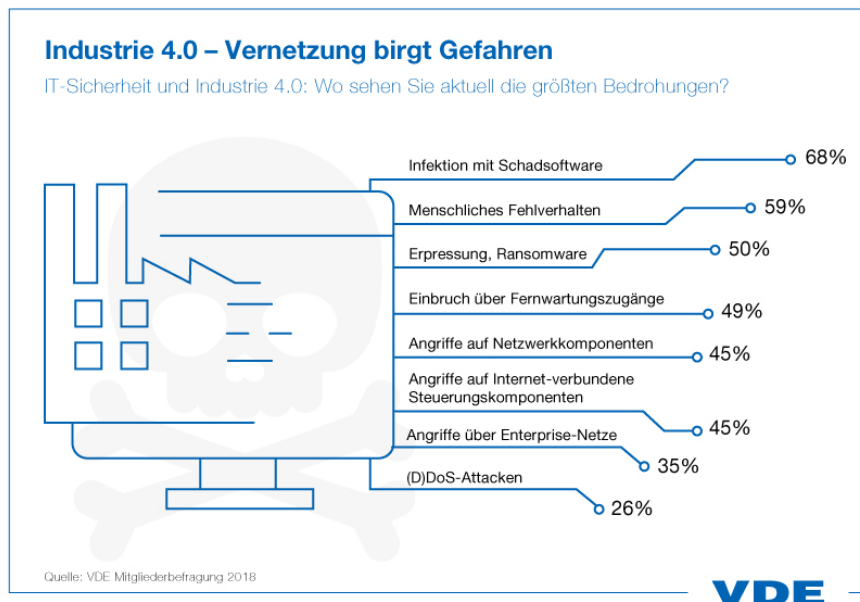 Industrie 4.0 – Vernetzung birgt Gefahren
IT-Sicherheit und Industrie 4.0: Wo sehen Sie aktuell die größten Bedrohungen?
Infektion mit Schadsoftware 68%
Menschliches Fehlverhalten 59%
Erpressung, Ransomware 50%
Einbruch über Fernwartungszugänge 49%
Angriffe auf Netzwerkkomponenten 45%
Angriffe auf Internet-verbundene
Steuerungskomponenten 45%
Angriffe über Enterprise-Netze 35%
(D)DoS-Attacken 26%
Quelle: VDE Mitgliederbefragung 2018
VDE